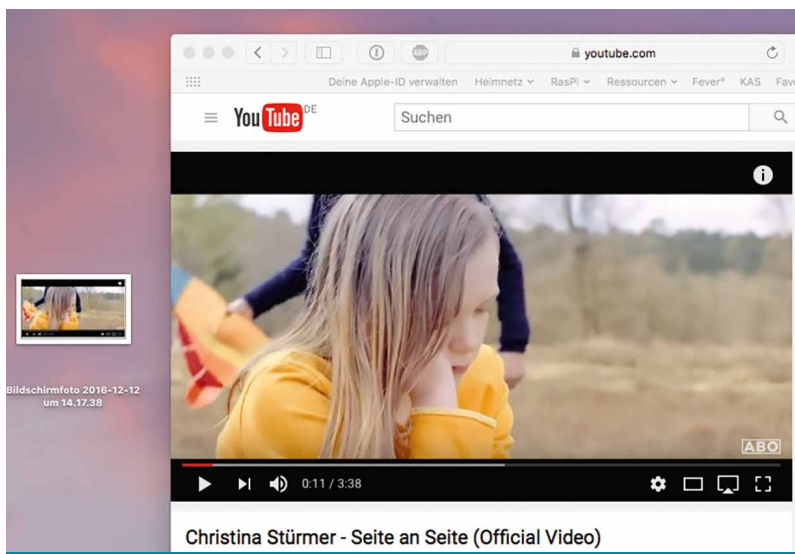 youtube.com
Deine Apple-ID verwalten Heimnetz RasPi Ressourcen Fever° KAS Favo
YouTube DE
Suchen
ABO
Bildschirmfoto 2016-12-12
um 14.17.38
0:11 / 3:38
Christina Stürmer - Seite an Seite (Official Video)